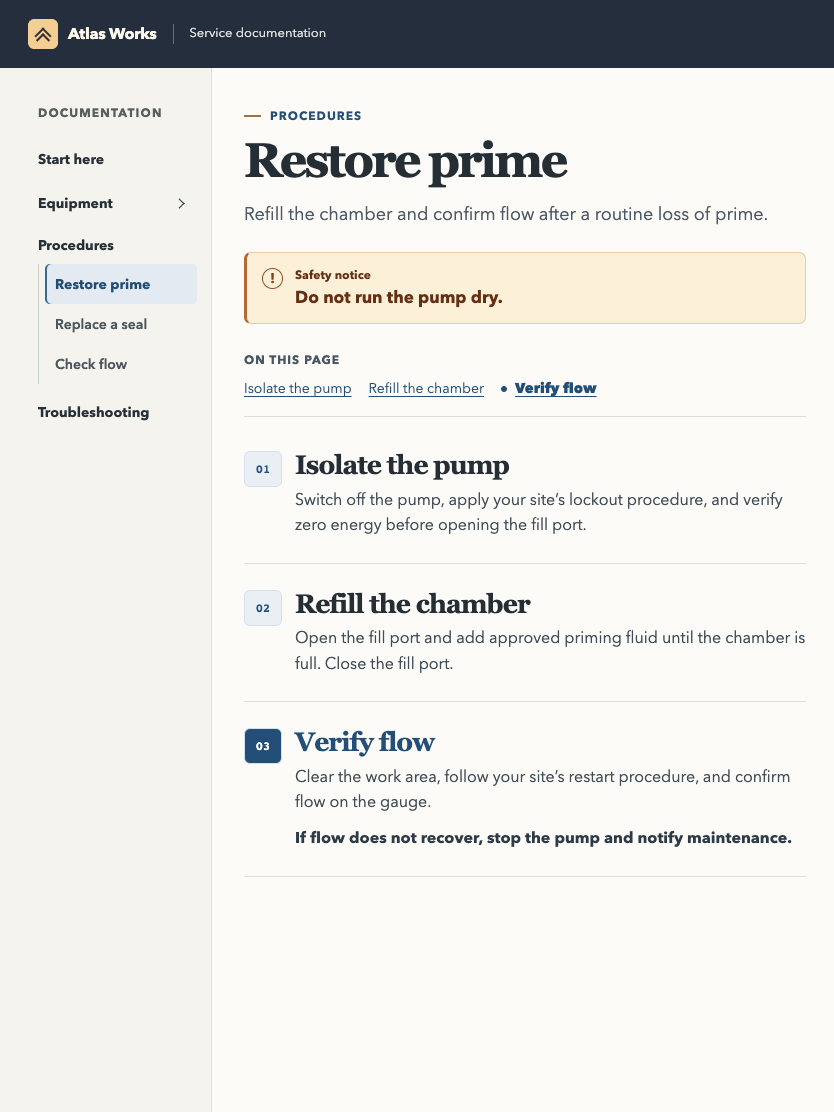 Atlas Works
Service documentation
DOCUMENTATION
Start here
Equipment
Procedures
Restore prime
Replace a seal
Check flow
Troubleshooting
PROCEDURES
Restore prime
Refill the chamber and confirm flow after a routine loss of prime.
!
Safety notice
Do not run the pump dry.
ON THIS PAGE
Isolate the pump Refill the chamber • Verify flow
01
Isolate the pump
Switch off the pump, apply your site’s lockout procedure, and verify
zero energy before opening the fill port.
02
Refill the chamber
Open the fill port and add approved priming fluid until the chamber is
full. Close the fill port.
03
Verify flow
Clear the work area, follow your site’s restart procedure, and confirm
flow on the gauge.
If flow does not recover, stop the pump and notify maintenance.